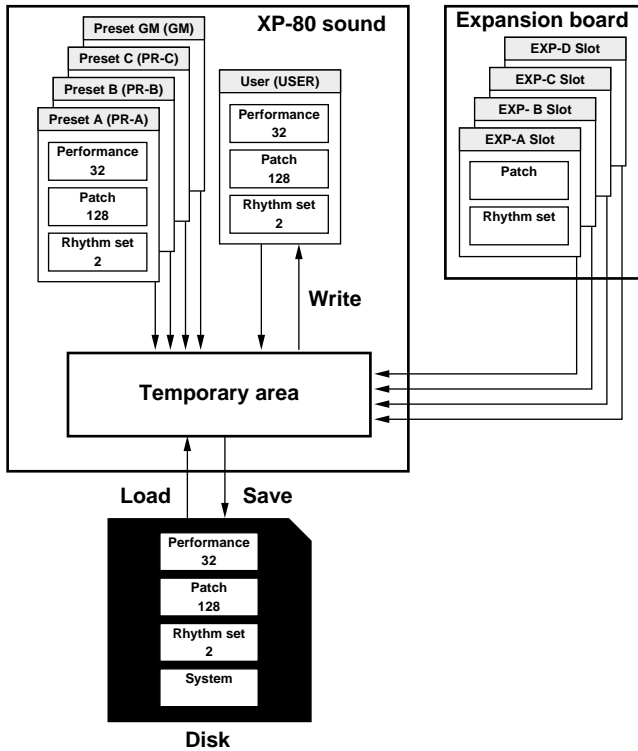 XP-80 sound
Preset GM (GM)
Preset C (PR-C)
Preset B (PR-B)
Preset A (PR-A)
Performance
32
Patch
128
Rhythm set
2
User (USER)
Performance
32
Patch
128
Rhythm set
2
Write
Expansion board
EXP-D Slot
EXP-C Slot
EXP- B Slot
EXP-A Slot
Patch
Rhythm set
Temporary area
Load
Save
Performance
32
Patch
128
Rhythm set
2
System
Disk